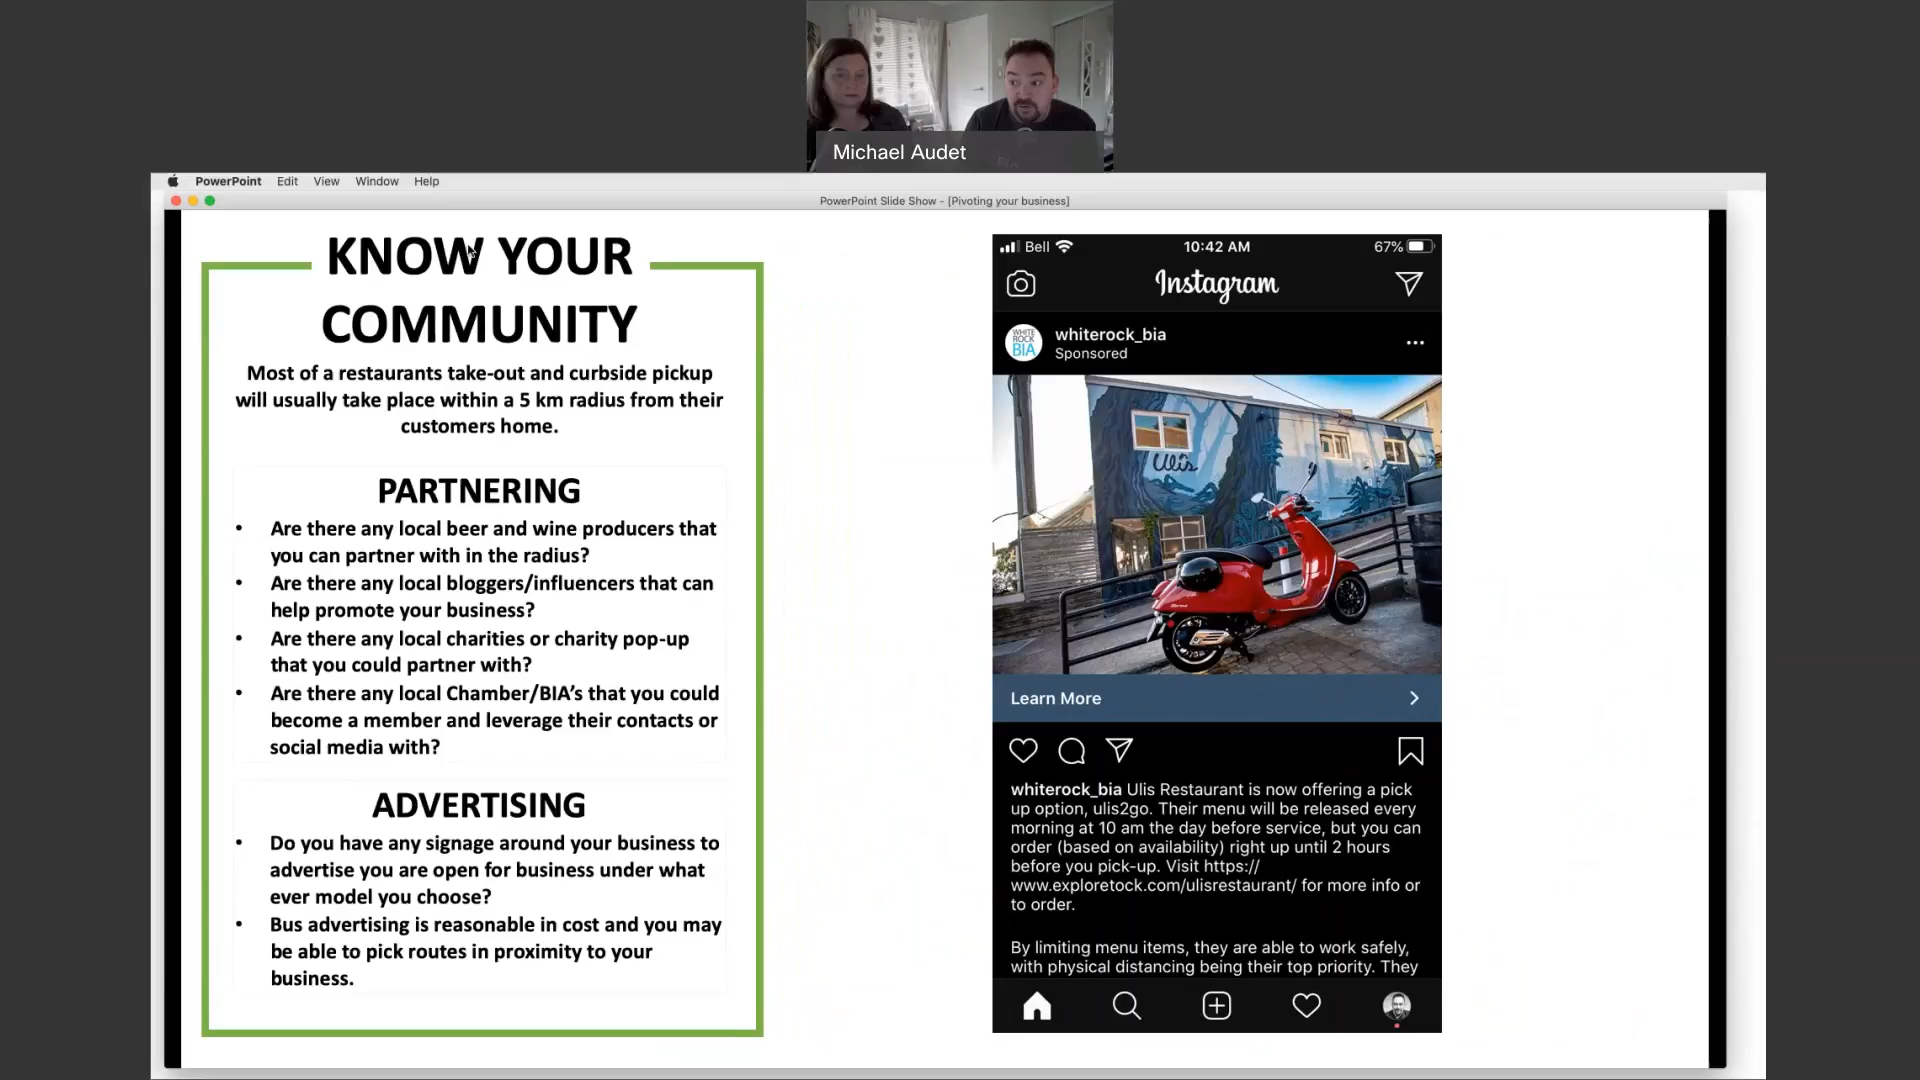 Michael Audet
PowerPoint Edit View Window Help
PowerPoint Slide Show - [Pivoting your business]
KNOW YOUR
COMMUNITY
Most of a restaurants take-out and curbside pickup
will usually take place within a 5 km radius from their
customers home.
PARTNERING
• Are there any local beer and wine producers that
you can partner with in the radius?
• Are there any local bloggers/influencers that can
help promote your business?
• Are there any local charities or charity pop-up
that you could partner with?
• Are there any local Chamber/BIA's that you could
become a member and leverage their contacts or
social media with?
ADVERTISING
• Do you have any signage around your business to
advertise you are open for business under what
ever model you choose?
• Bus advertising is reasonable in cost and you may
be able to pick routes in proximity to your
business.
Bell 10:42 AM 67%
Instagram
WHITE
ROCK
BIA
whiterock_bia
Sponsored
Ulis
Learn More
whiterock_bia Ulis Restaurant is now offering a pick
up option, ulis2go. Their menu will be released every
morning at 10 am the day before service, but you can
order (based on availability) right up until 2 hours
before you pick-up. Visit https://
www.exploretock.com/ulisrestaurant/ for more info or
to order.
By limiting menu items, they are able to work safely,
with physical distancing being their top priority. They